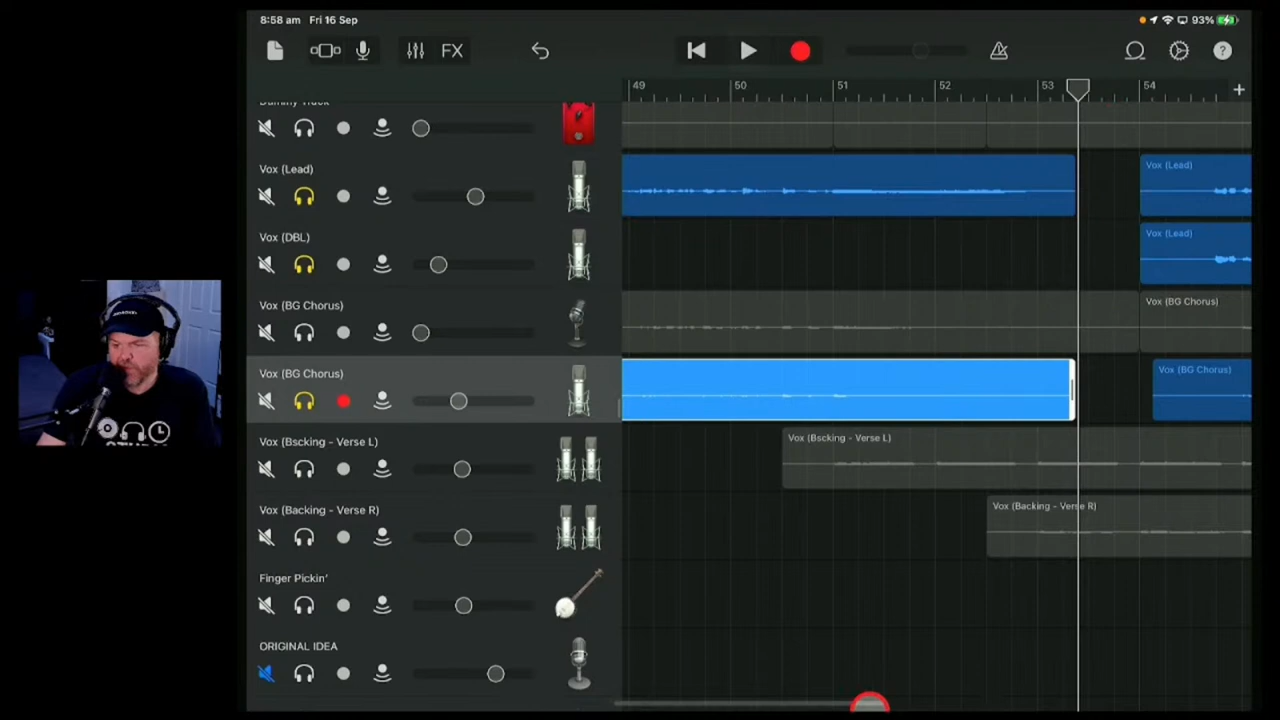 8:58 am Fri 16 Sep 93%
FX ?
49 50 51 52 53 54 +
Dummy Track
Vox (Lead) Vox (Lead)
Vox (DBL) Vox (Lead)
Vox (BG Chorus) Vox (BG Chorus)
Vox (BG Chorus) Vox (BG Chorus)
Vox (Bscking - Verse L) Vox (Bscking - Verse L)
Vox (Backing - Verse R) Vox (Backing - Verse R)
Finger Pickin'
ORIGINAL IDEA